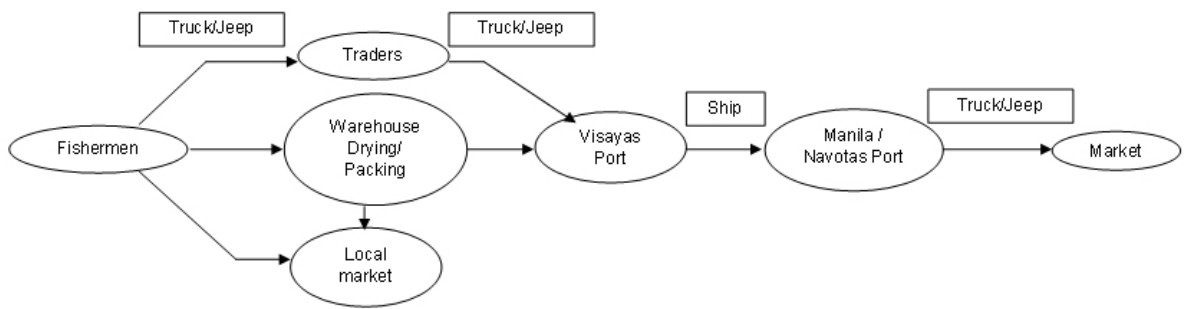 Truck/Jeep
Truck/Jeep
Traders
Ship
Truck/Jeep
Fishermen
Warehouse
Drying/
Packing
Visayas
Port
Manila /
Navotas Port
Market
Local
market